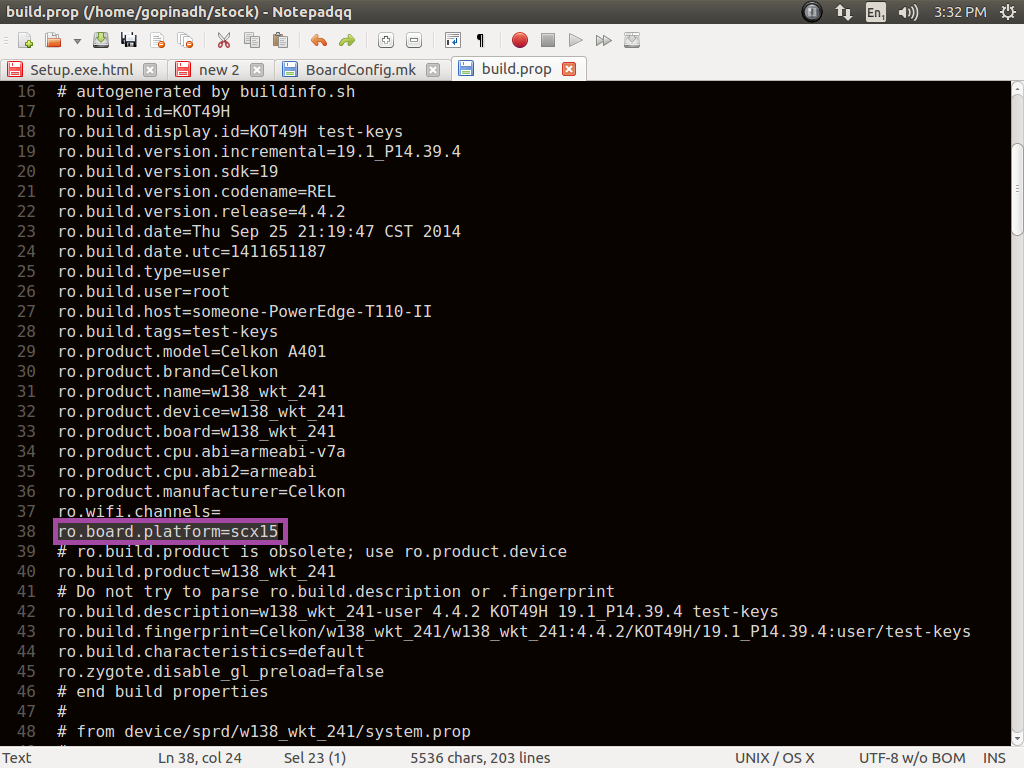 build.prop (/home/gopinadh/stock) - Notepadqq
En1
3:32 PM
Setup.exe.html
new 2
BoardConfig.mk
build.prop
16 # autogenerated by buildinfo.sh
17 ro.build.id=KOT49H
18 ro.build.display.id=KOT49H test-keys
19 ro.build.version.incremental=19.1_P14.39.4
20 ro.build.version.sdk=19
21 ro.build.version.codename=REL
22 ro.build.version.release=4.4.2
23 ro.build.date=Thu Sep 25 21:19:47 CST 2014
24 ro.build.date.utc=1411651187
25 ro.build.type=user
26 ro.build.user=root
27 ro.build.host=someone-PowerEdge-T110-II
28 ro.build.tags=test-keys
29 ro.product.model=Celkon A401
30 ro.product.brand=Celkon
31 ro.product.name=w138_wkt_241
32 ro.product.device=w138_wkt_241
33 ro.product.board=w138_wkt_241
34 ro.product.cpu.abi=armeabi-v7a
35 ro.product.cpu.abi2=armeabi
36 ro.product.manufacturer=Celkon
37 ro.wifi.channels=
38 ro.board.platform=scx15
39 # ro.build.product is obsolete; use ro.product.device
40 ro.build.product=w138_wkt_241
41 # Do not try to parse ro.build.description or .fingerprint
42 ro.build.description=w138_wkt_241-user 4.4.2 KOT49H 19.1_P14.39.4 test-keys
43 ro.build.fingerprint=Celkon/w138_wkt_241/w138_wkt_241:4.4.2/KOT49H/19.1_P14.39.4:user/test-keys
44 ro.build.characteristics=default
45 ro.zygote.disable_gl_preload=false
46 # end build properties
47 #
48 # from device/sprd/w138_wkt_241/system.prop
Text
Ln 38, col 24
Sel 23 (1)
5536 chars, 203 lines
UNIX / OS X
UTF-8 w/o BOM
INS